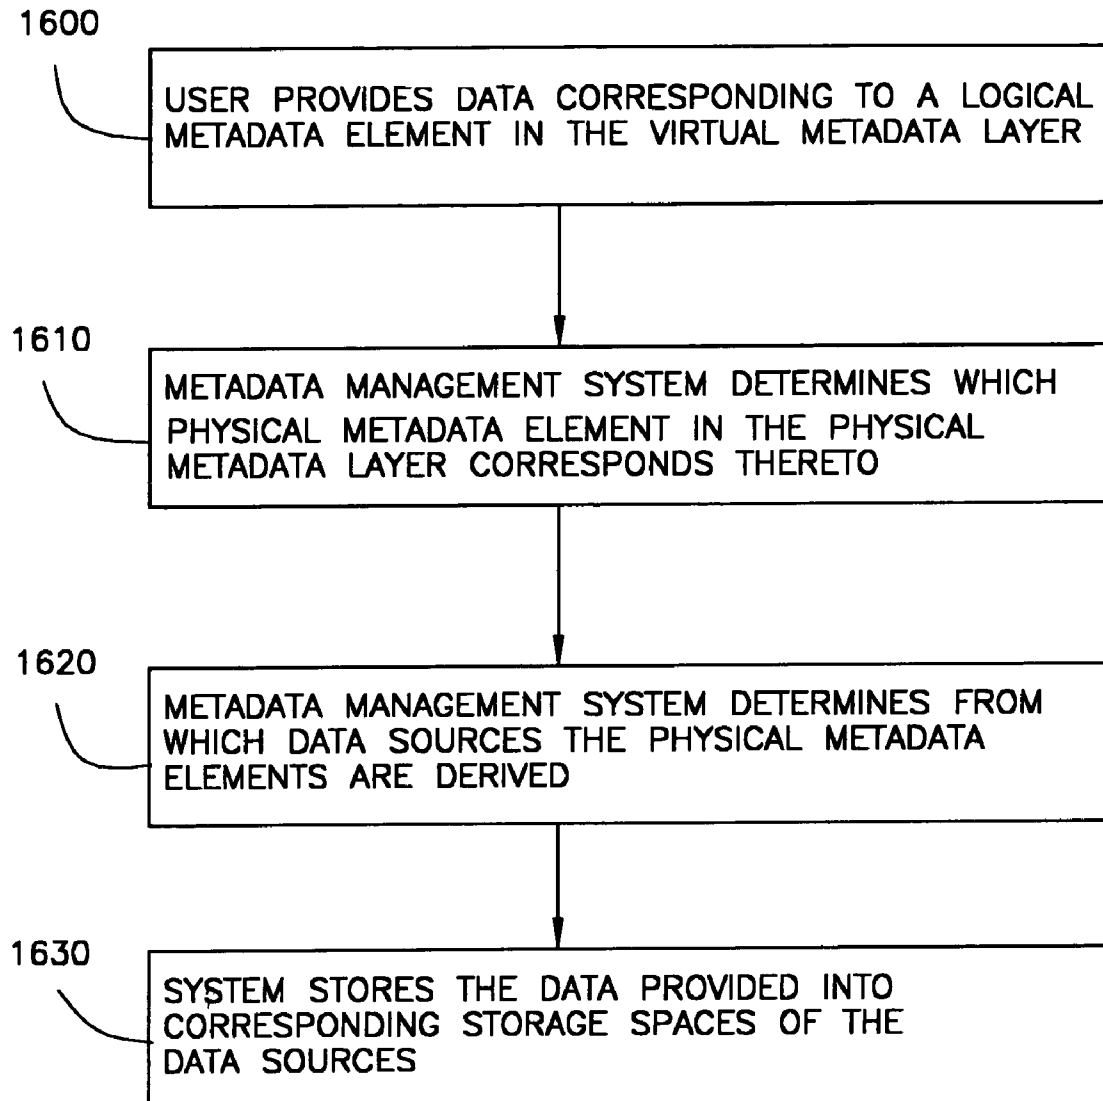 1600
USER PROVIDES DATA CORRESPONDING TO A LOGICAL
METADATA ELEMENT IN THE VIRTUAL METADATA LAYER
1610
METADATA MANAGEMENT SYSTEM DETERMINES WHICH
PHYSICAL METADATA ELEMENT IN THE PHYSICAL
METADATA LAYER CORRESPONDS THERETO
1620
METADATA MANAGEMENT SYSTEM DETERMINES FROM
WHICH DATA SOURCES THE PHYSICAL METADATA
ELEMENTS ARE DERIVED
1630
SYSTEM STORES THE DATA PROVIDED INTO
CORRESPONDING STORAGE SPACES OF THE
DATA SOURCES